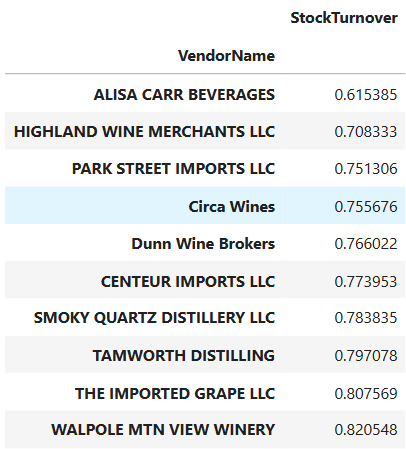 StockTurnover
VendorName
ALISA CARR BEVERAGES 0.615385
HIGHLAND WINE MERCHANTS LLC 0.708333
PARK STREET IMPORTS LLC 0.751306
Circa Wines 0.755676
Dunn Wine Brokers 0.766022
CENTEUR IMPORTS LLC 0.773953
SMOKY QUARTZ DISTILLERY LLC 0.783835
TAMWORTH DISTILLING 0.797078
THE IMPORTED GRAPE LLC 0.807569
WALPOLE MTN VIEW WINERY 0.820548